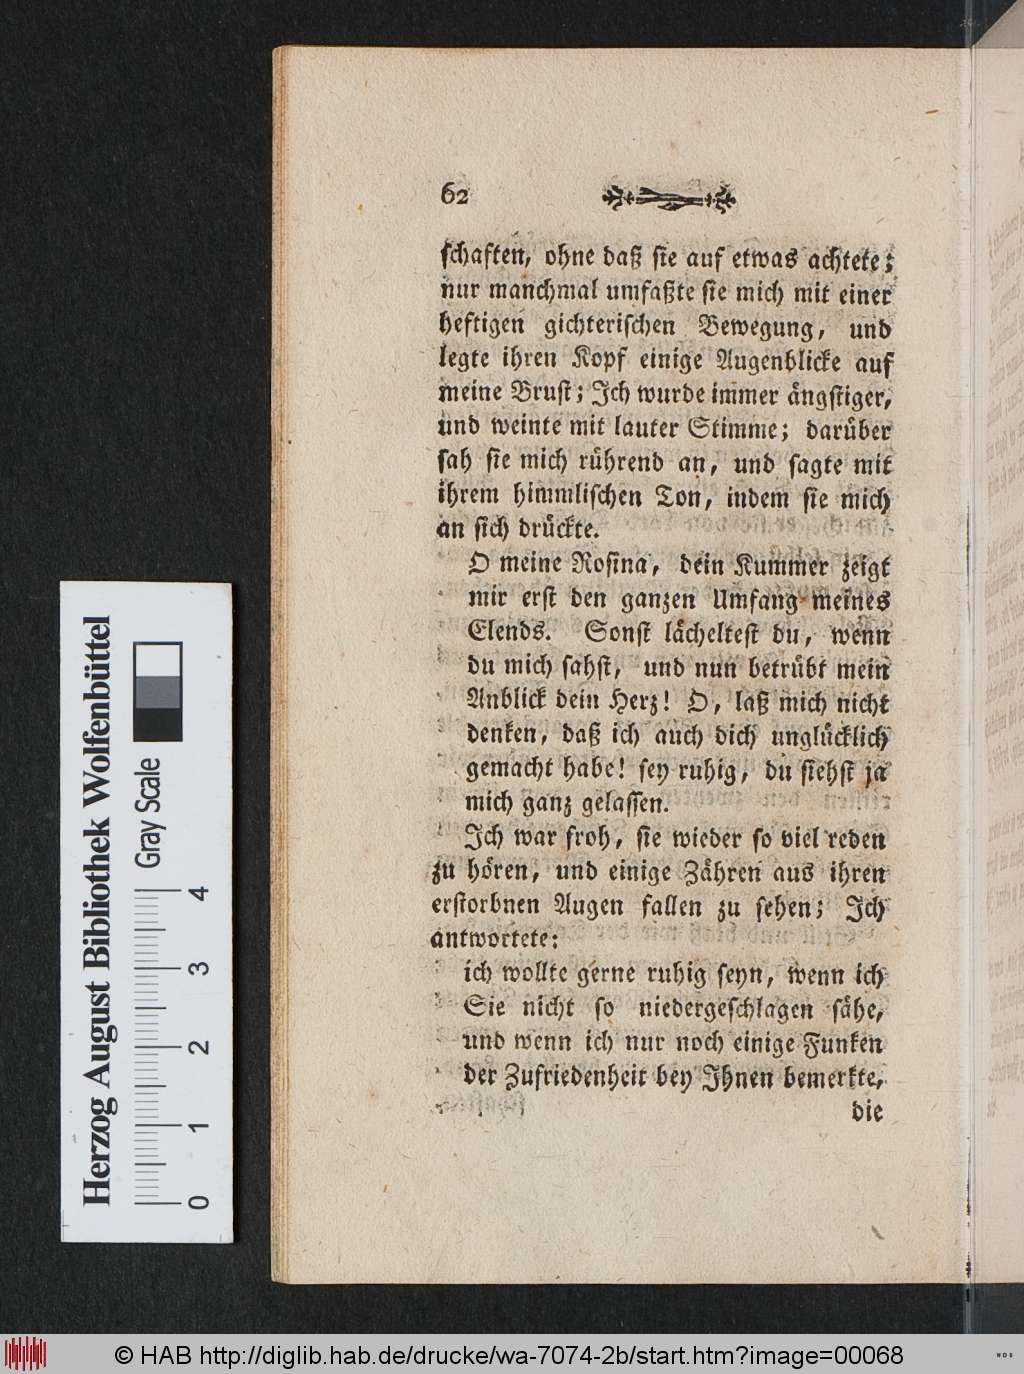 62
schaften, ohne daß sie auf etwas achtete;
nur manchmal umfaßte sie mich mit einer
heftigen gichterischen Bewegung, und
legte ihren Kopf einige Augenblicke auf
meine Brust; Ich wurde immer ängstiger,
und weinte mit lauter Stimme; darüber
sah sie mich rührend an, und sagte mit
ihrem himmlischen Ton, indem sie mich
an sich drückte.
O meine Rosina, dein Kummer zeigt
mir erst den ganzen Umfang meines
Elends. Sonst lächeltest du, wenn
du mich sahst, und nun betrübt mein
Anblick dein Herz! O, laß mich nicht
denken, daß ich auch dich unglücklich
gemacht habe! sey ruhig, du siehst ja
mich ganz gelassen.
Ich war froh, sie wieder so viel reden
zu hören, und einige Zähren aus ihren
erstorbnen Augen fallen zu sehen; Ich
antwortete:
ich wollte gerne ruhig seyn, wenn ich
Sie nicht so niedergeschlagen sähe,
und wenn ich nur noch einige Funken
der Zufriedenheit bey Ihnen bemerkte,
die
Herzog August Bibliothek Wolfenbüttel
Gray Scale
0 1 2 3 4
© HAB http://diglib.hab.de/drucke/wa-7074-2b/start.htm?image=00068